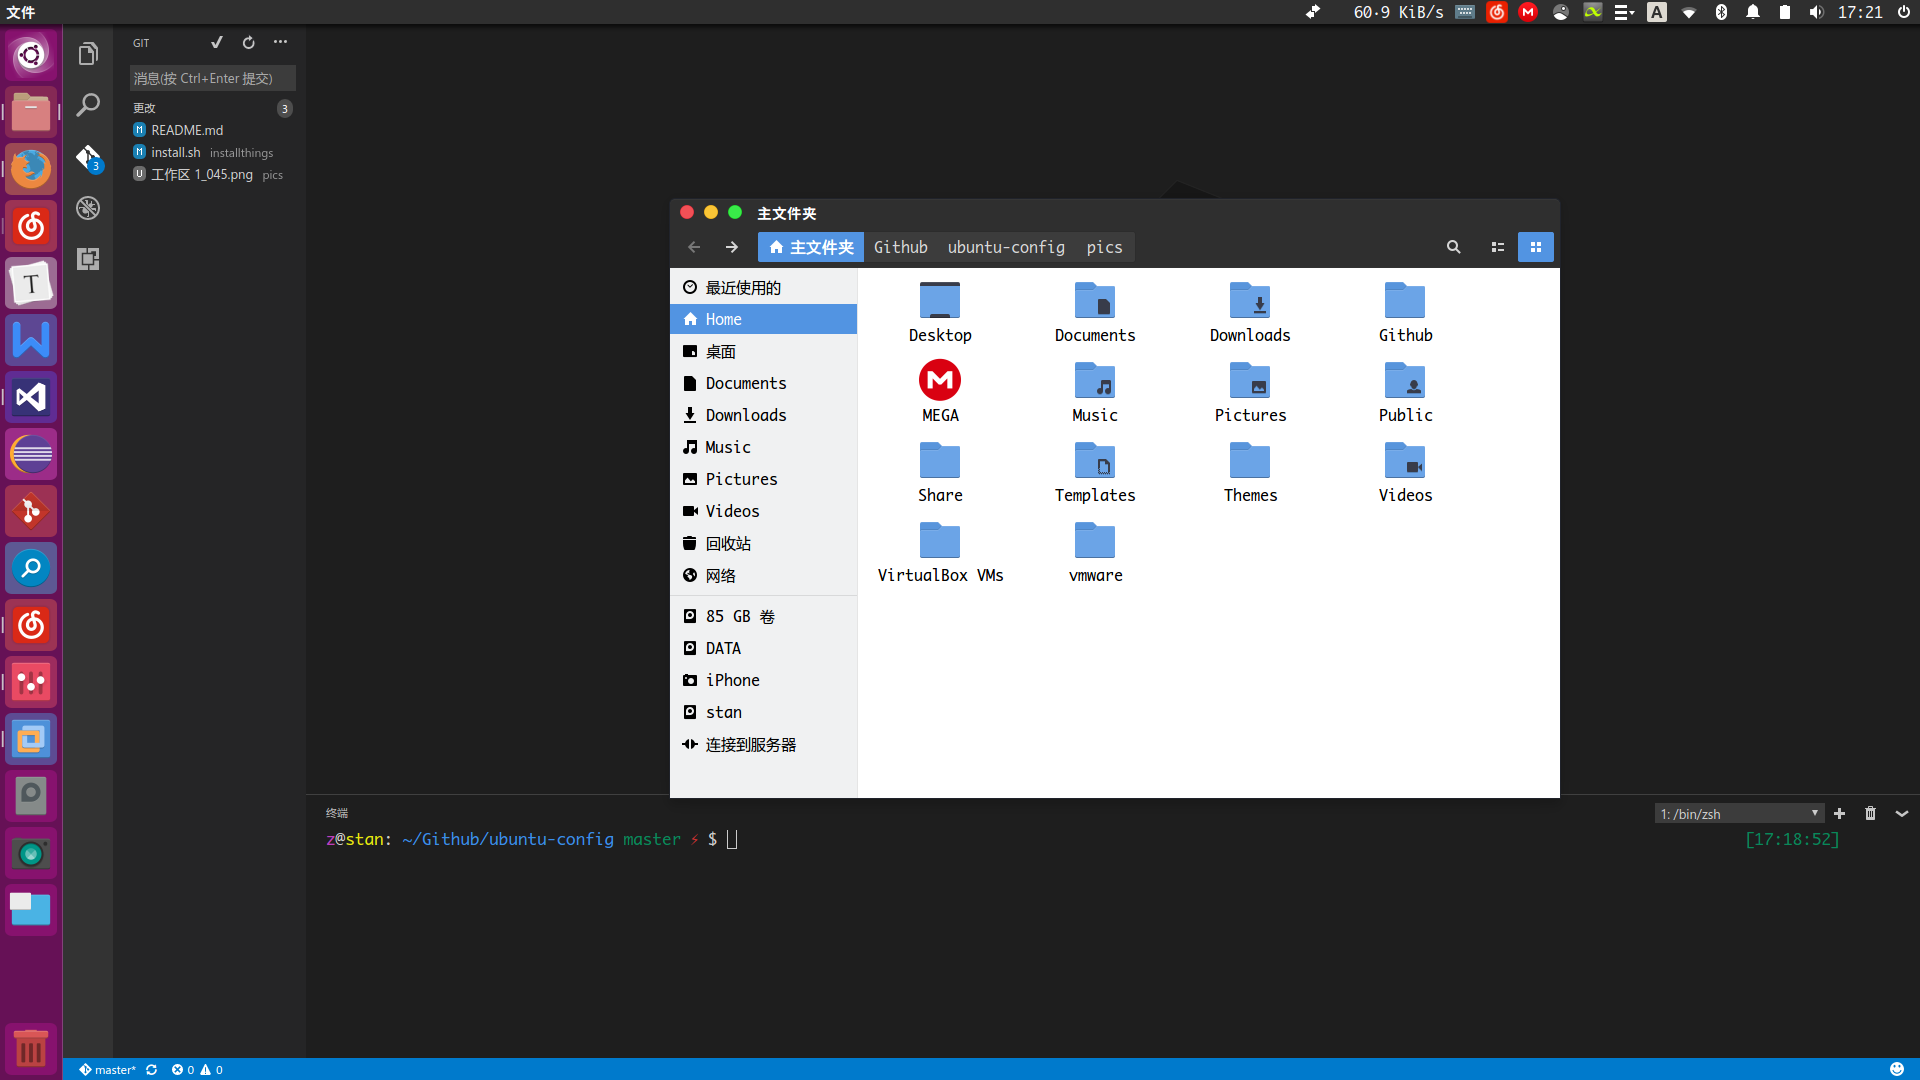 文件
60.9 KiB/s
A
17:21
GIT
消息(按 Ctrl+Enter 提交)
更改
3
M README.md
M install.sh installthings
U 工作区 1_045.png pics
3
T
主文件夹
主文件夹 Github ubuntu-config pics
最近使用的
Home
桌面
Documents
Downloads
Music
Pictures
Videos
回收站
网络
85 GB 卷
DATA
iPhone
stan
连接到服务器
Desktop
Documents
Downloads
Github
MEGA
Music
Pictures
Public
Share
Templates
Themes
Videos
VirtualBox VMs
vmware
终端
1: /bin/zsh
z@stan: ~/Github/ubuntu-config master ⚡ $
[17:18:52]
master* 0 0